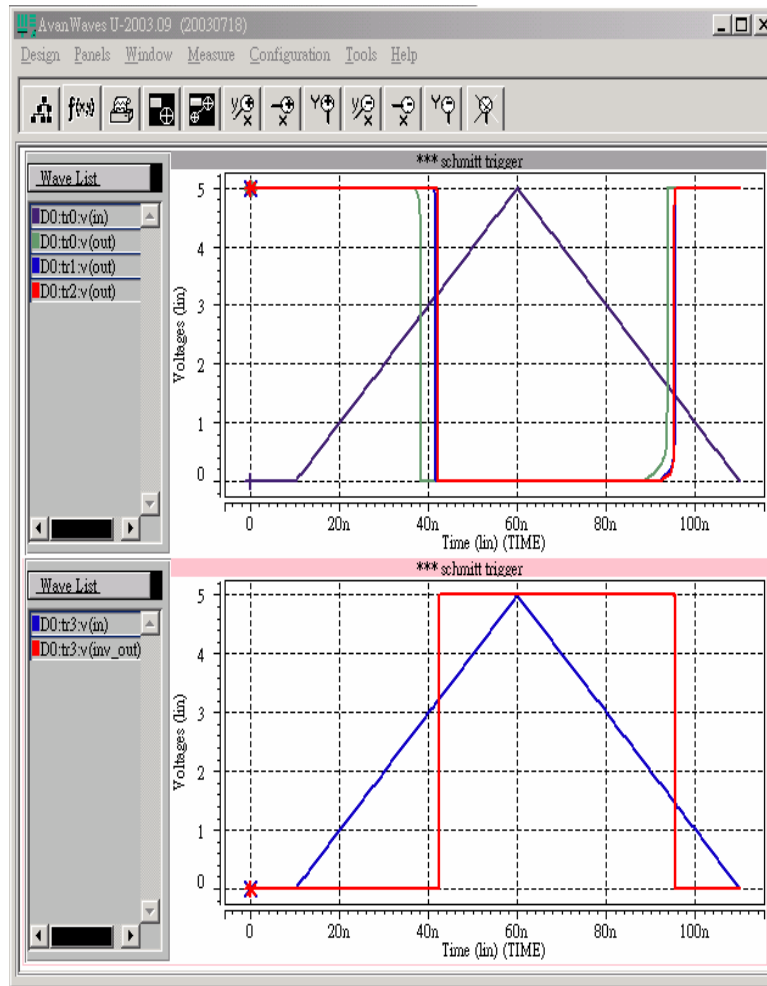 AvanWaves U-2003.09 (20030718)
Design Panels Window Measure Configuration Tools Help
f(x,y) y x x Y y x x Y
*** schmitt trigger
Wave List
D0:tr0:v(in)
D0:tr0:v(out)
D0:tr1:v(out)
D0:tr2:v(out)
Voltages (lin)
5
4
3
2
1
0
0 20n 40n 60n 80n 100n
Time (lin) (TIME)
*** schmitt trigger
Wave List
D0:tr3:v(in)
D0:tr3:v(inv_out)
Voltages (lin)
5
4
3
2
1
0
0 20n 40n 60n 80n 100n
Time (lin) (TIME)